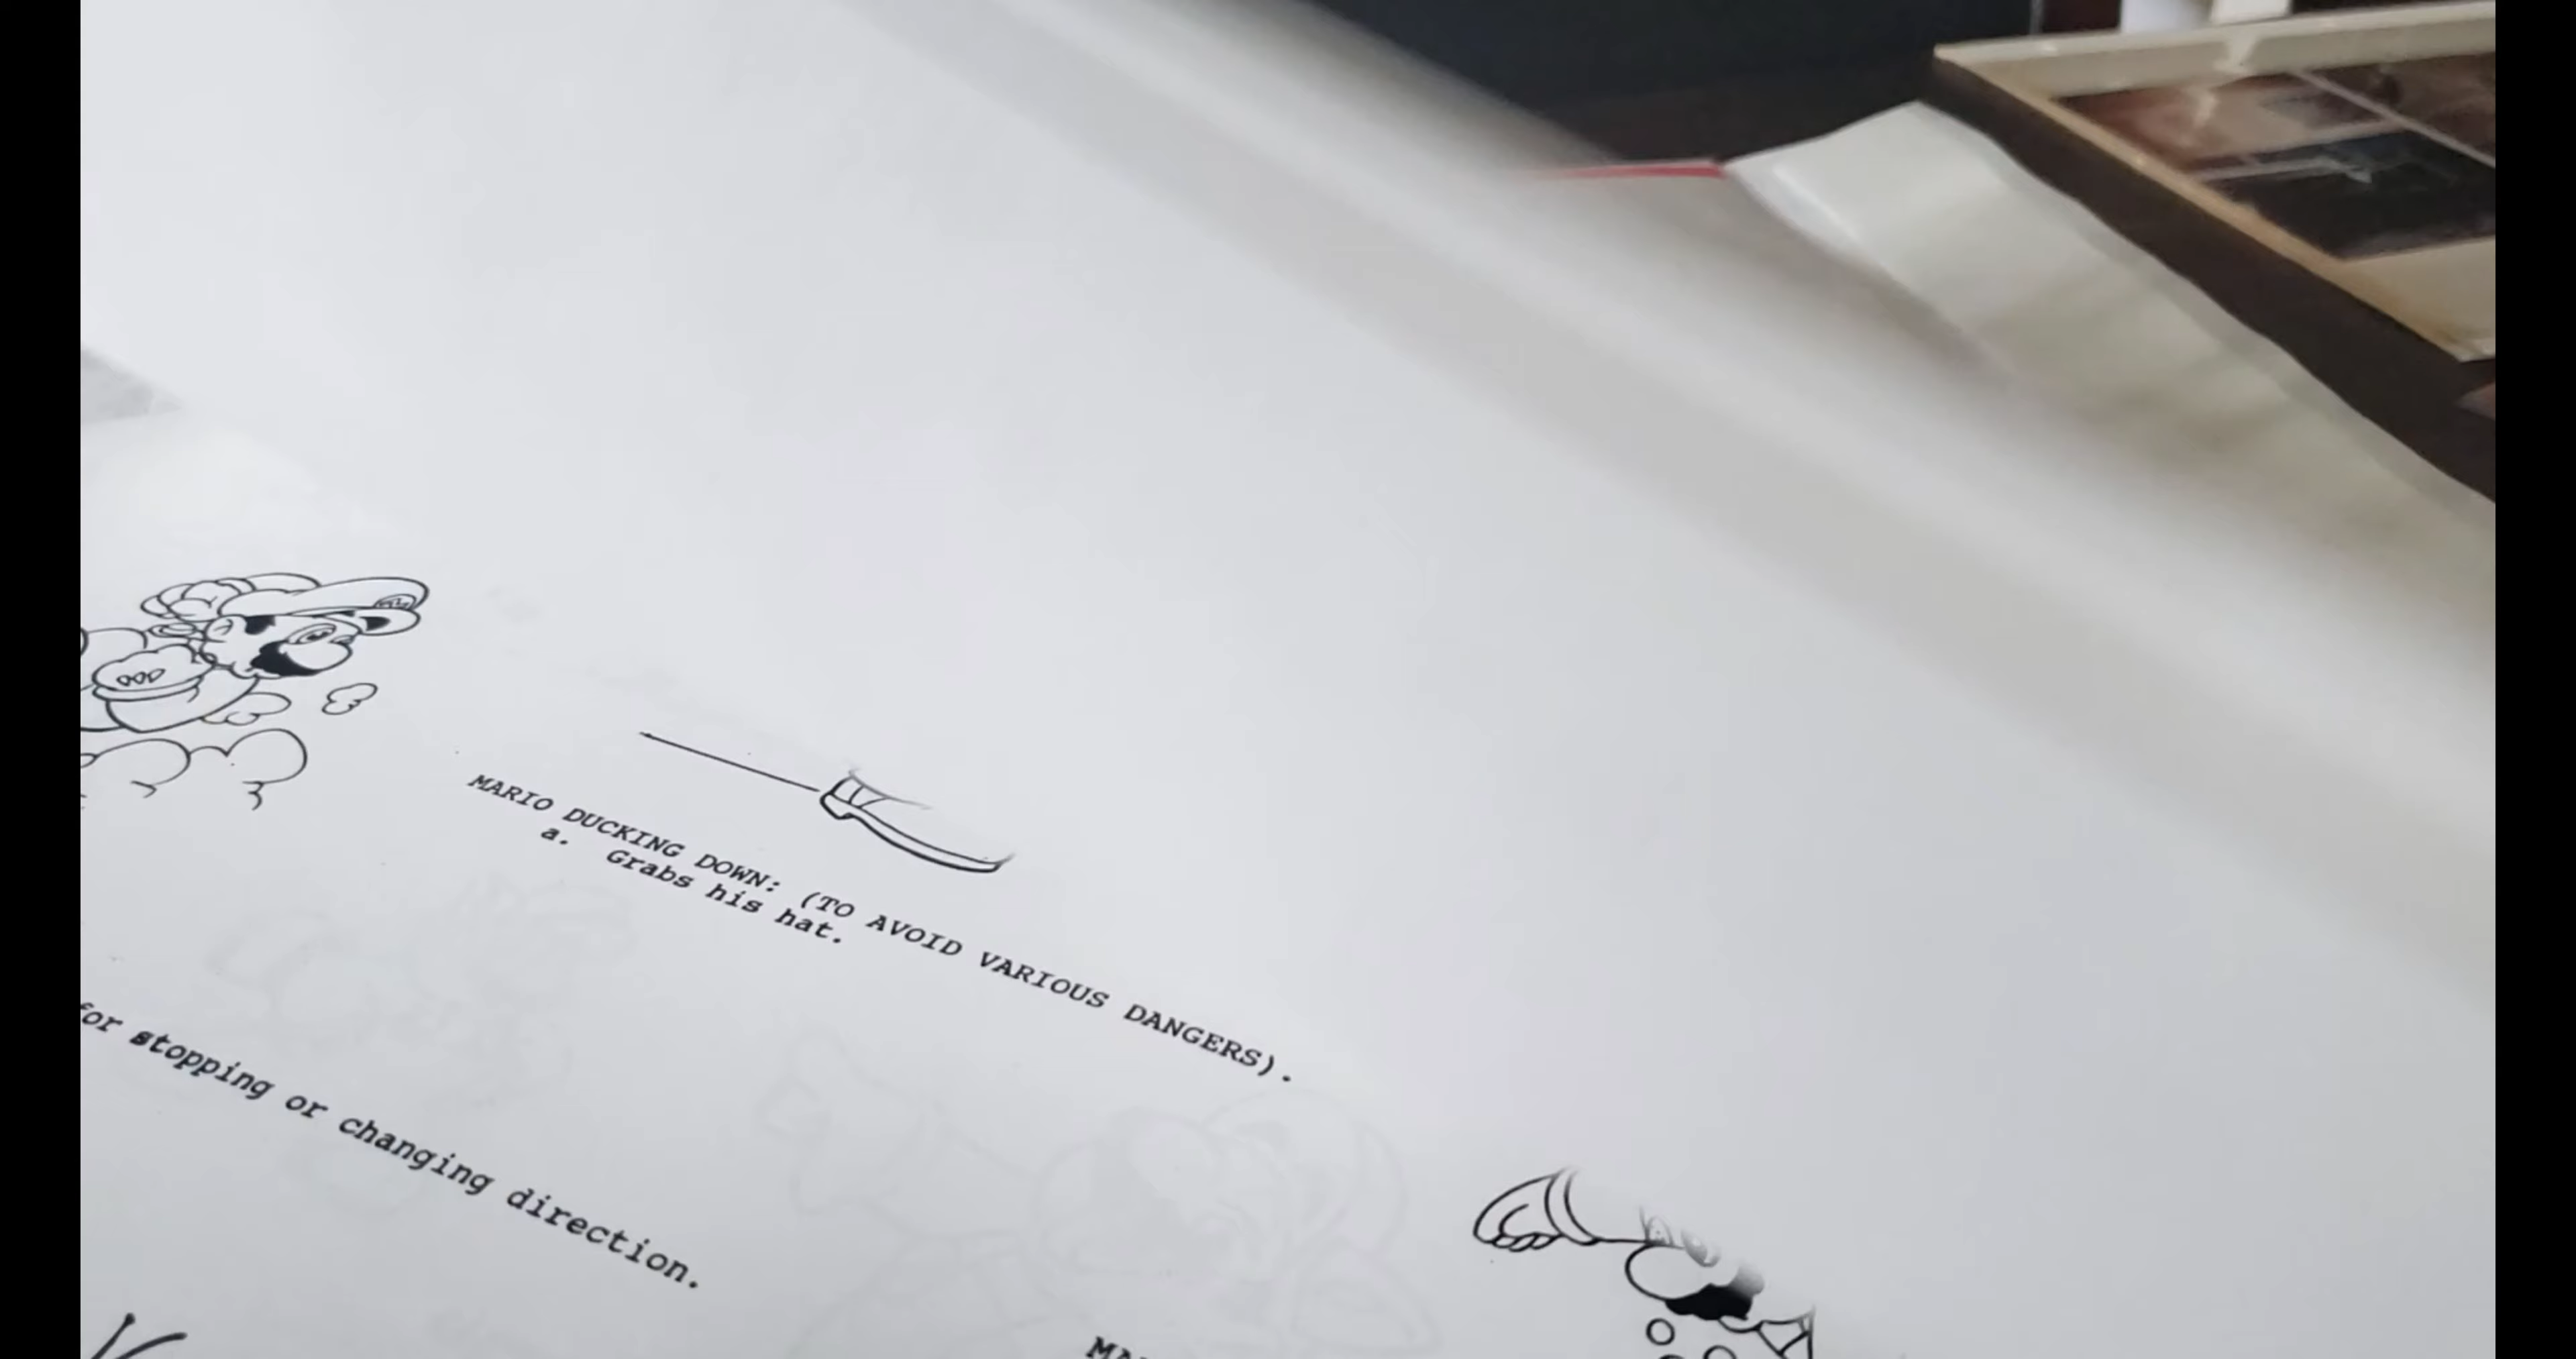 MARIO DUCKING DOWN: (TO AVOID VARIOUS DANGERS).
a. Grabs his hat.
for stopping or changing direction.